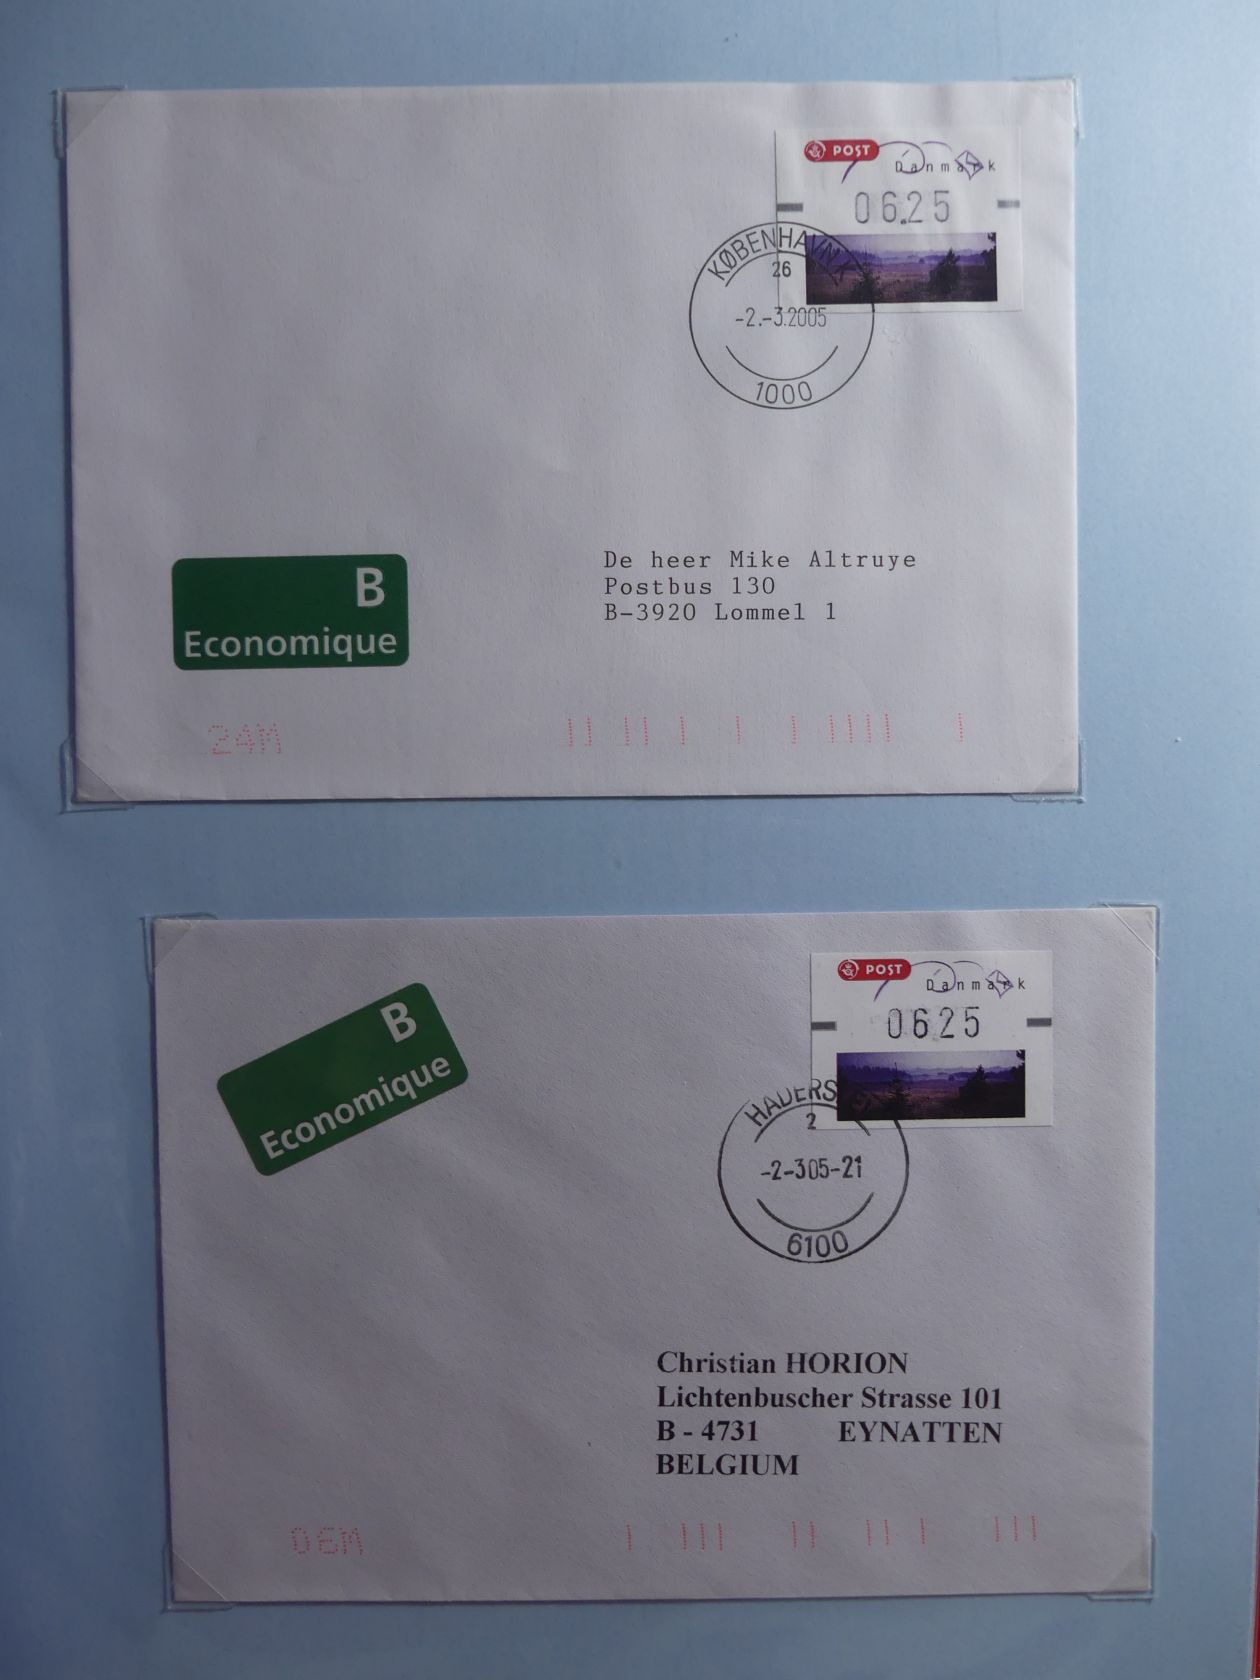 POST
Danmark
06.25
KØBENHAVN K
26
-2.-3.2005
1000
De heer Mike Altruye
Postbus 130
B-3920 Lommel 1
B
Economique
24M
POST
Danmark
0625
B
Economique
2
-2-305-21
6100
Christian HORION
Lichtenbuscher Strasse 101
B - 4731 EYNATTEN
BELGIUM
06M